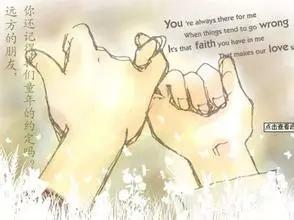 You 're always there for me
When things tend to go wrong
It's that faith you have in me
That makes our love s
你还记得我们童年的约定吗？
远方的朋友，
点击查看